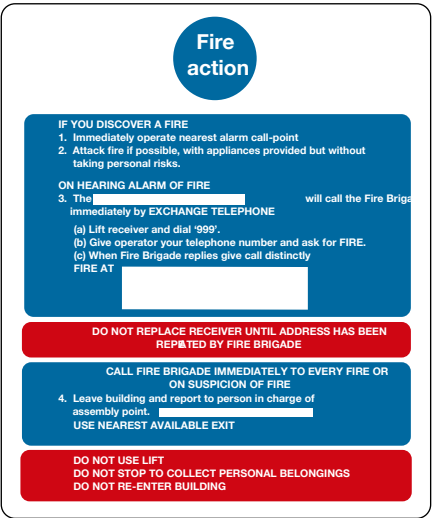 Fire
action
IF YOU DISCOVER A FIRE
1. Immediately operate nearest alarm call-point
2. Attack fire if possible, with appliances provided but without
taking personal risks.
ON HEARING ALARM OF FIRE
3. The will call the Fire Briga
immediately by EXCHANGE TELEPHONE
(a) Lift receiver and dial ‘999’.
(b) Give operator your telephone number and ask for FIRE.
(c) When Fire Brigade replies give call distinctly
FIRE AT
DO NOT REPLACE RECEIVER UNTIL ADDRESS HAS BEEN
REPEATED BY FIRE BRIGADE
CALL FIRE BRIGADE IMMEDIATELY TO EVERY FIRE OR
ON SUSPICION OF FIRE
4. Leave building and report to person in charge of
assembly point.
USE NEAREST AVAILABLE EXIT
DO NOT USE LIFT
DO NOT STOP TO COLLECT PERSONAL BELONGINGS
DO NOT RE-ENTER BUILDING